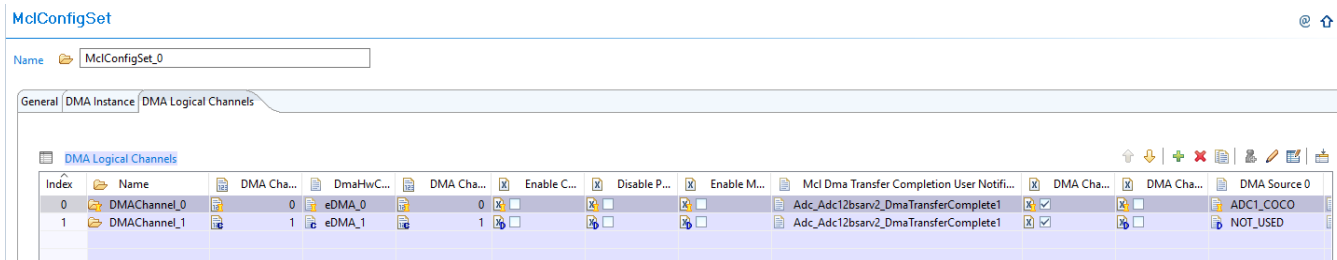 McIConfigSet
Name McIConfigSet_0
General DMA Instance DMA Logical Channels
DMA Logical Channels
Index Name DMA Cha... DmaHwC... DMA Cha... Enable C... Disable P... Enable M... Mcl Dma Transfer Completion User Notifi... DMA Cha... DMA Cha... DMA Source 0
0 DMAChannel_0 0 eDMA_0 0 Adc_Adc12bsarv2_DmaTransferComplete1 ADC1_COCO
1 DMAChannel_1 1 eDMA_1 1 Adc_Adc12bsarv2_DmaTransferComplete1 NOT_USED